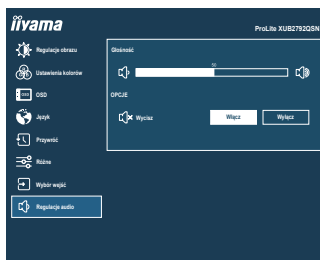 iiyama
ProLite XUB2792QSN
Regulacje obrazu
Ustawienia kolorów
OSD
Język
Przywróć
Różne
Wybór wejść
Regulacje audio
Głośność
50
OPCJE
Wycisz
Włącz
Wyłącz